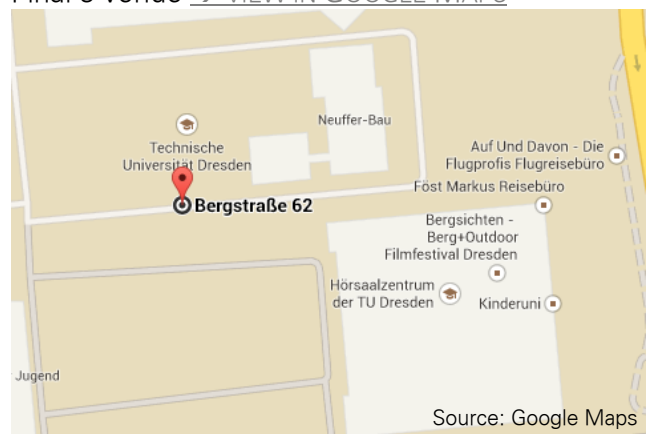 Neuffer-Bau
Technische
Universität Dresden
Auf Und Davon - Die
Flugprofis Flugreisebüro
Föst Markus Reisebüro
Bergstraße 62
Bergsichten -
Berg+Outdoor
Filmfestival Dresden
Hörsaalzentrum
der TU Dresden
Kinderuni
Jugend
Source: Google Maps